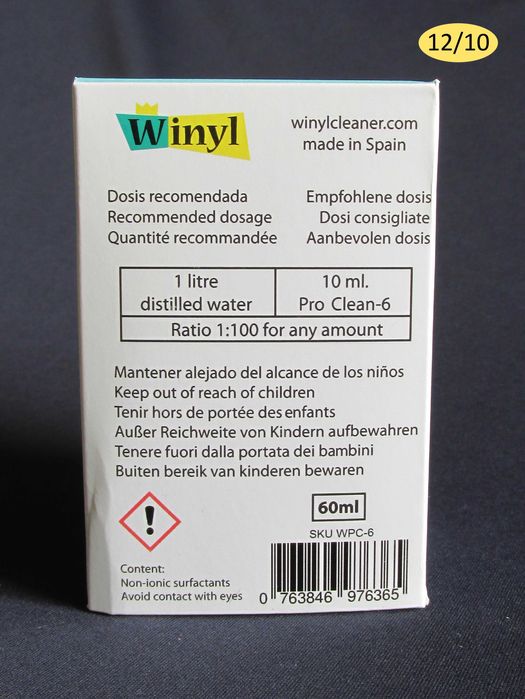 12/10
Winyl
winylcleaner.com
made in Spain
Dosis recomendada
Recommended dosage
Quantité recommandée
Empfohlene dosis
Dosi consigliate
Aanbevolen dosis
1 litre
distilled water
10 ml.
Pro Clean-6
Ratio 1:100 for any amount
Mantener alejado del alcance de los niños
Keep out of reach of children
Tenir hors de portée des enfants
Außer Reichweite von Kindern aufbewahren
Tenere fuori dalla portata dei bambini
Buiten bereik van kinderen bewaren
!
60ml
SKU WPC-6
Content:
Non-ionic surfactants
Avoid contact with eyes
0 763846 976365